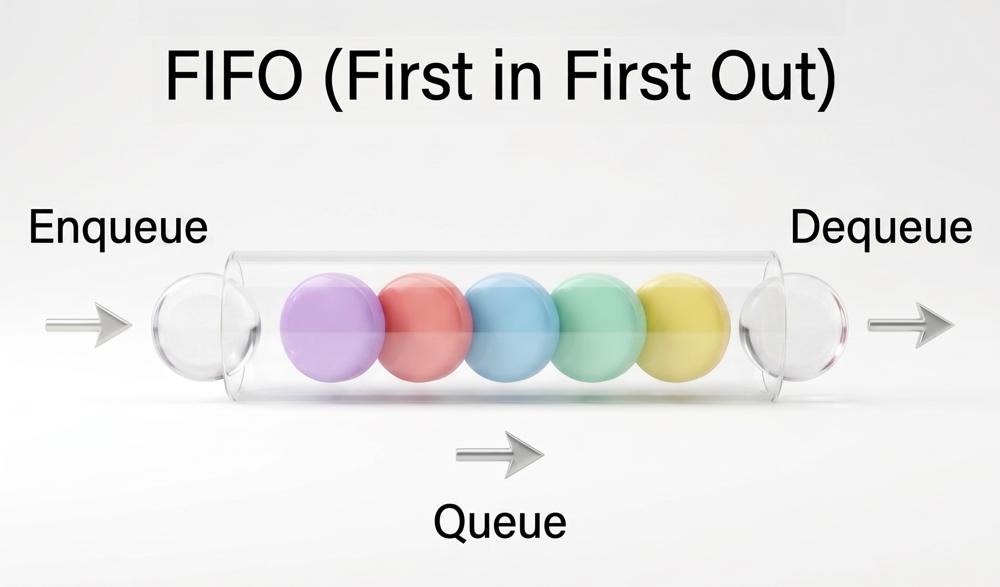 FIFO (First in First Out)
Enqueue
Dequeue
Queue